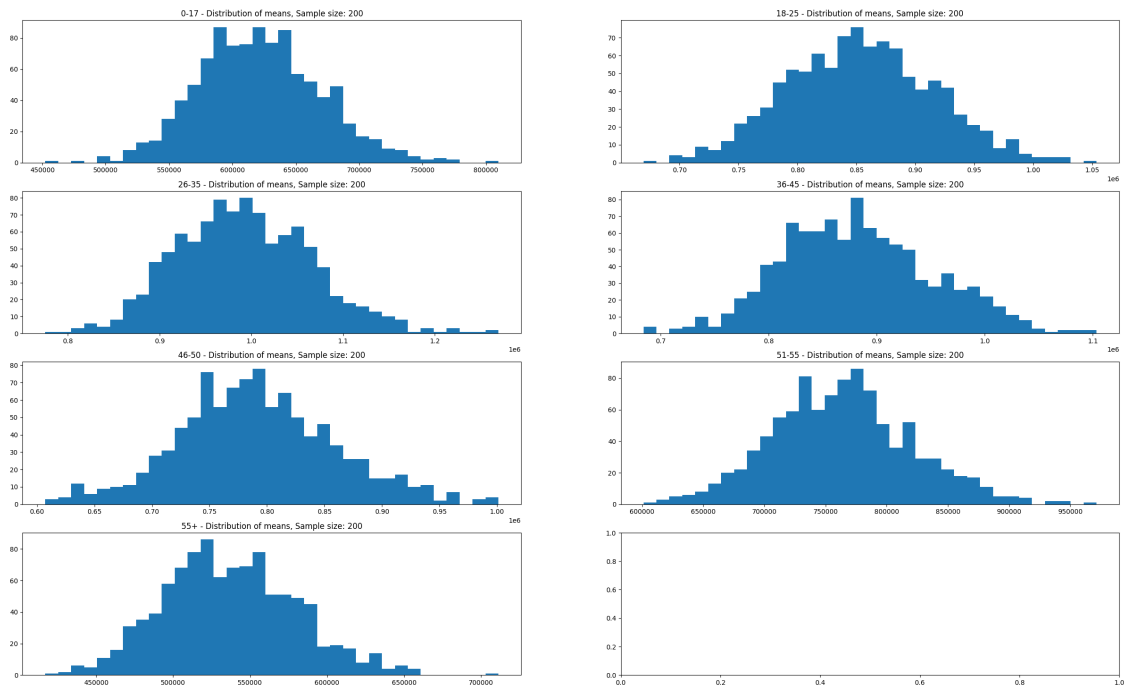 0-17 - Distribution of means, Sample size: 200
80
60
40
20
0
450000 500000 550000 600000 650000 700000 750000 800000
18-25 - Distribution of means, Sample size: 200
70
60
50
40
30
20
10
0
0.7 0.75 0.8 0.85 0.9 0.95 1.00 1.05
1e6
26-35 - Distribution of means, Sample size: 200
80
70
60
50
40
30
20
10
0
0.8 0.9 1.0 1.1 1.2
1e6
36-45 - Distribution of means, Sample size: 200
80
70
60
50
40
30
20
10
0
0.7 0.8 0.9 1.0 1.1
1e6
46-50 - Distribution of means, Sample size: 200
80
70
60
50
40
30
20
10
0
0.60 0.65 0.70 0.75 0.80 0.85 0.90 0.95 1.00
1e6
51-55 - Distribution of means, Sample size: 200
80
60
40
20
0
600000 650000 700000 750000 800000 850000 900000 950000
55+ - Distribution of means, Sample size: 200
80
60
40
20
0
450000 500000 550000 600000 650000 700000
1.0
0.8
0.6
0.4
0.2
0.0
0.0 0.2 0.4 0.6 0.8 1.0